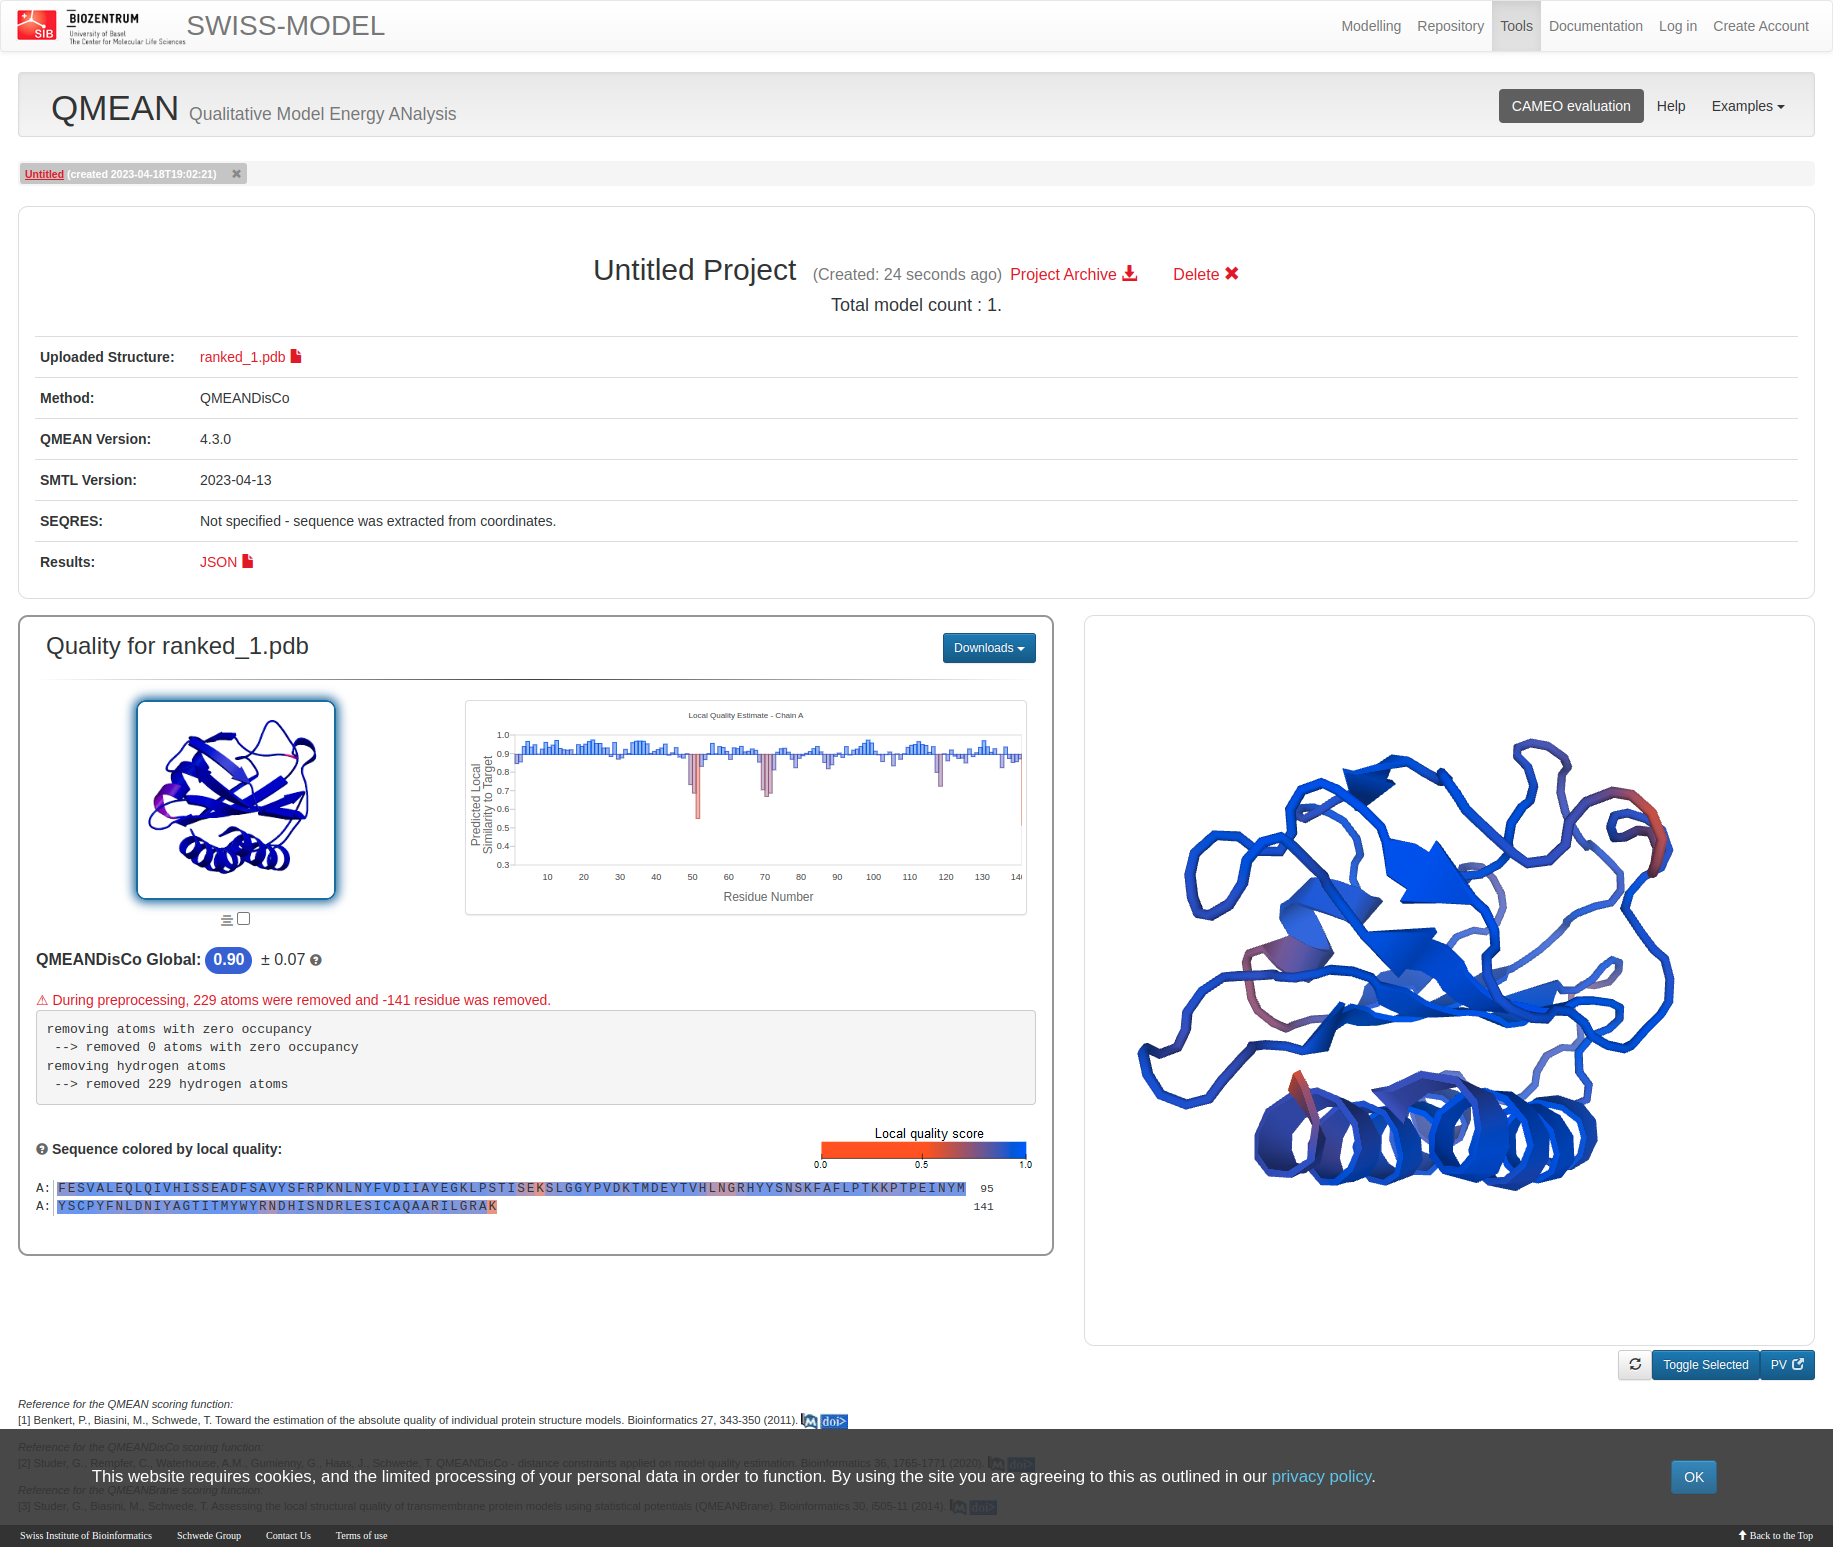 SIB
BIOZENTRUM
University of Basel
The Center for Molecular Life Sciences
SWISS-MODEL
Modelling Repository Tools Documentation Log in Create Account
QMEAN Qualitative Model Energy ANalysis
CAMEO evaluation Help Examples
Untitled (created 2023-04-18T19:02:21) ✖
Untitled Project (Created: 24 seconds ago) Project Archive Delete ✖
Total model count : 1.
Uploaded Structure: ranked_1.pdb
Method: QMEANDisCo
QMEAN Version: 4.3.0
SMTL Version: 2023-04-13
SEQRES: Not specified - sequence was extracted from coordinates.
Results: JSON
Quality for ranked_1.pdb
Downloads
Local Quality Estimate - Chain A
Predicted Local
Similarity to Target
1.0
0.9
0.8
0.7
0.6
0.5
0.4
0.3
10 20 30 40 50 60 70 80 90 100 110 120 130 14
Residue Number
QMEANDisCo Global: 0.90 ± 0.07
⚠ During preprocessing, 229 atoms were removed and -141 residue was removed.
removing atoms with zero occupancy
--> removed 0 atoms with zero occupancy
removing hydrogen atoms
--> removed 229 hydrogen atoms
Sequence colored by local quality:
Local quality score
0.0 0.5 1.0
A: FESVALEQLQIVHISSEADFSAVYSFRPKNLNYFVDIIAYEGKLPSTISEKSLGGYPVDKTMDEYTVHLNGRHYYSNSKFAFLPTKKPTPEINYM 95
A: YSCPYFNLDNIYAGTITMYWYRNDHISNDRLESICAQAARILGRAK 141
Toggle Selected PV
Reference for the QMEAN scoring function:
[1] Benkert, P., Biasini, M., Schwede, T. Toward the estimation of the absolute quality of individual protein structure models. Bioinformatics 27, 343-350 (2011). M doi>
Reference for the QMEANDisCo scoring function:
[2] Studer, G., Rempfer, C., Waterhouse, A.M., Gumienny, G., Haas, J., Schwede, T. QMEANDisCo - distance constraints applied on model quality estimation. Bioinformatics 36, 1765-1771 (2020). M doi>
This website requires cookies, and the limited processing of your personal data in order to function. By using the site you are agreeing to this as outlined in our privacy policy.
OK
Reference for the QMEANBrane scoring function:
[3] Studer, G., Biasini, M., Schwede, T. Assessing the local structural quality of transmembrane protein models using statistical potentials (QMEANBrane). Bioinformatics 30, i505-11 (2014). M doi>
Swiss Institute of Bioinformatics Schwede Group Contact Us Terms of use
Back to the Top